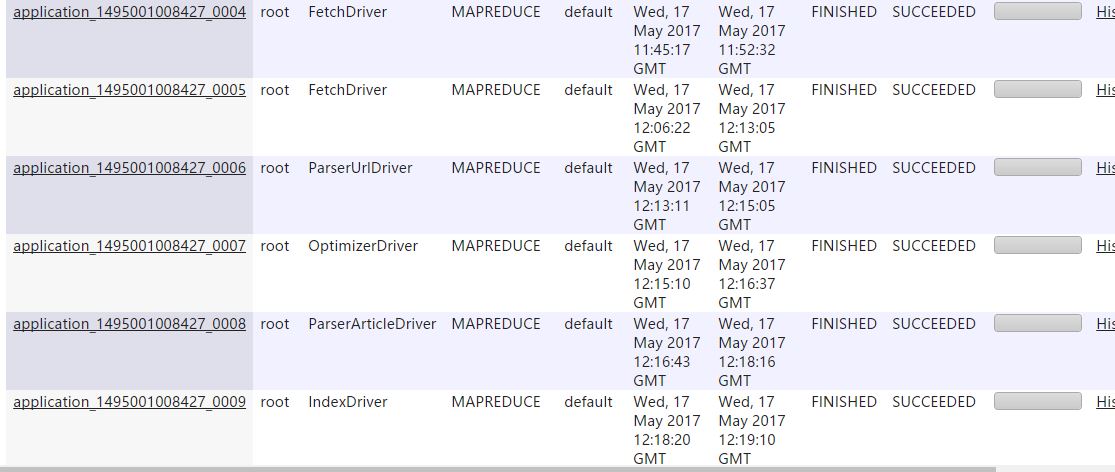 application_1495001008427_0004 root FetchDriver MAPREDUCE default Wed, 17 Wed, 17 FINISHED SUCCEEDED His
May 2017 May 2017
11:45:17 11:52:32
GMT GMT
application_1495001008427_0005 root FetchDriver MAPREDUCE default Wed, 17 Wed, 17 FINISHED SUCCEEDED His
May 2017 May 2017
12:06:22 12:13:05
GMT GMT
application_1495001008427_0006 root ParserUrlDriver MAPREDUCE default Wed, 17 Wed, 17 FINISHED SUCCEEDED His
May 2017 May 2017
12:13:11 12:15:05
GMT GMT
application_1495001008427_0007 root OptimizerDriver MAPREDUCE default Wed, 17 Wed, 17 FINISHED SUCCEEDED His
May 2017 May 2017
12:15:10 12:16:37
GMT GMT
application_1495001008427_0008 root ParserArticleDriver MAPREDUCE default Wed, 17 Wed, 17 FINISHED SUCCEEDED His
May 2017 May 2017
12:16:43 12:18:16
GMT GMT
application_1495001008427_0009 root IndexDriver MAPREDUCE default Wed, 17 Wed, 17 FINISHED SUCCEEDED His
May 2017 May 2017
12:18:20 12:19:10
GMT GMT